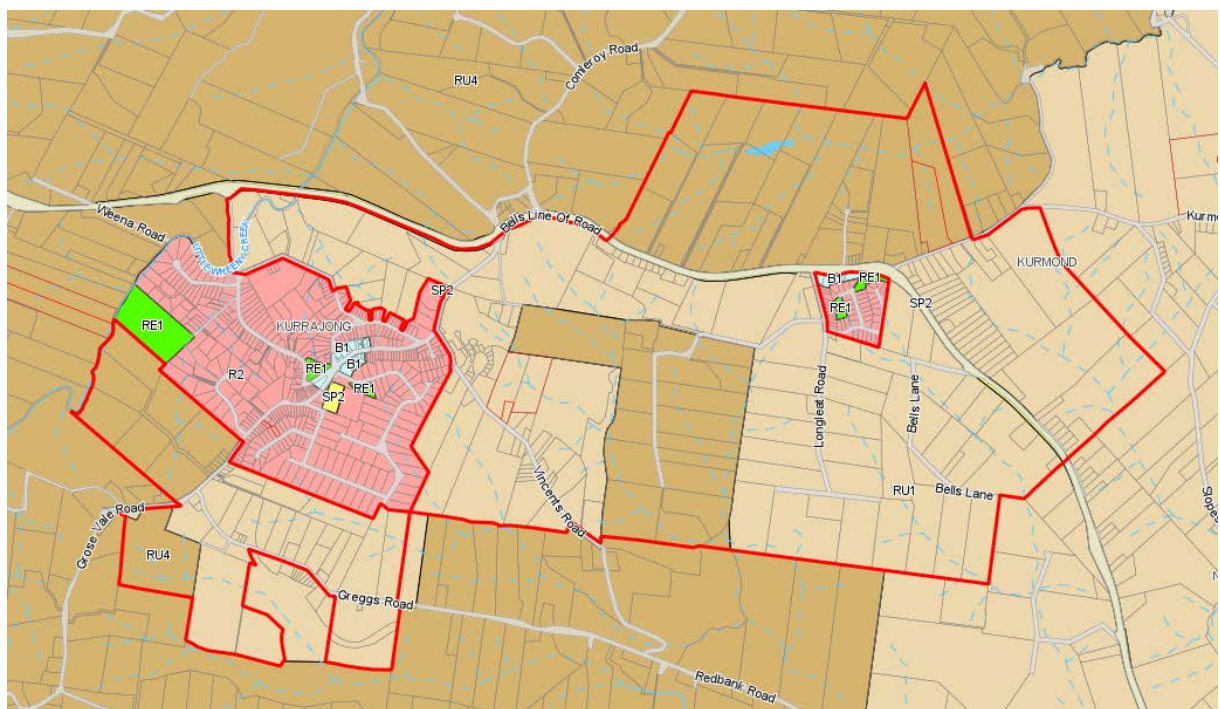 Comleroy Road
RU4
Weena Road
Bells Line Of Road
Kurmo
LITTLE WHEENY CREEK
KURMOND
SP2
B1
RE1
SP2
RE1
RE1
KURRAJONG
B1
B1
RE1
R2
RE1
SP2
Longleat Road
Bells Lane
Vincents Road
RU1
Bells Lane
Slopes
Grose Vale Road
RU4
N
Greggs Road
Redbank Road